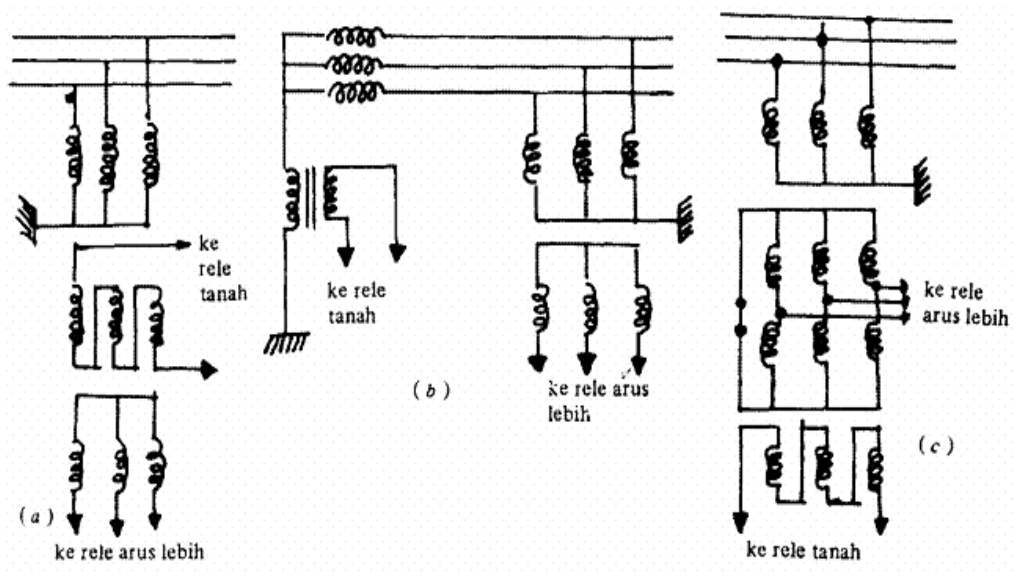 ke
rele
tanah
(a)
ke rele arus lebih
ke rele
tanah
(b)
ke rele arus
lebih
ke rele
arus lebih
(c)
ke rele tanah